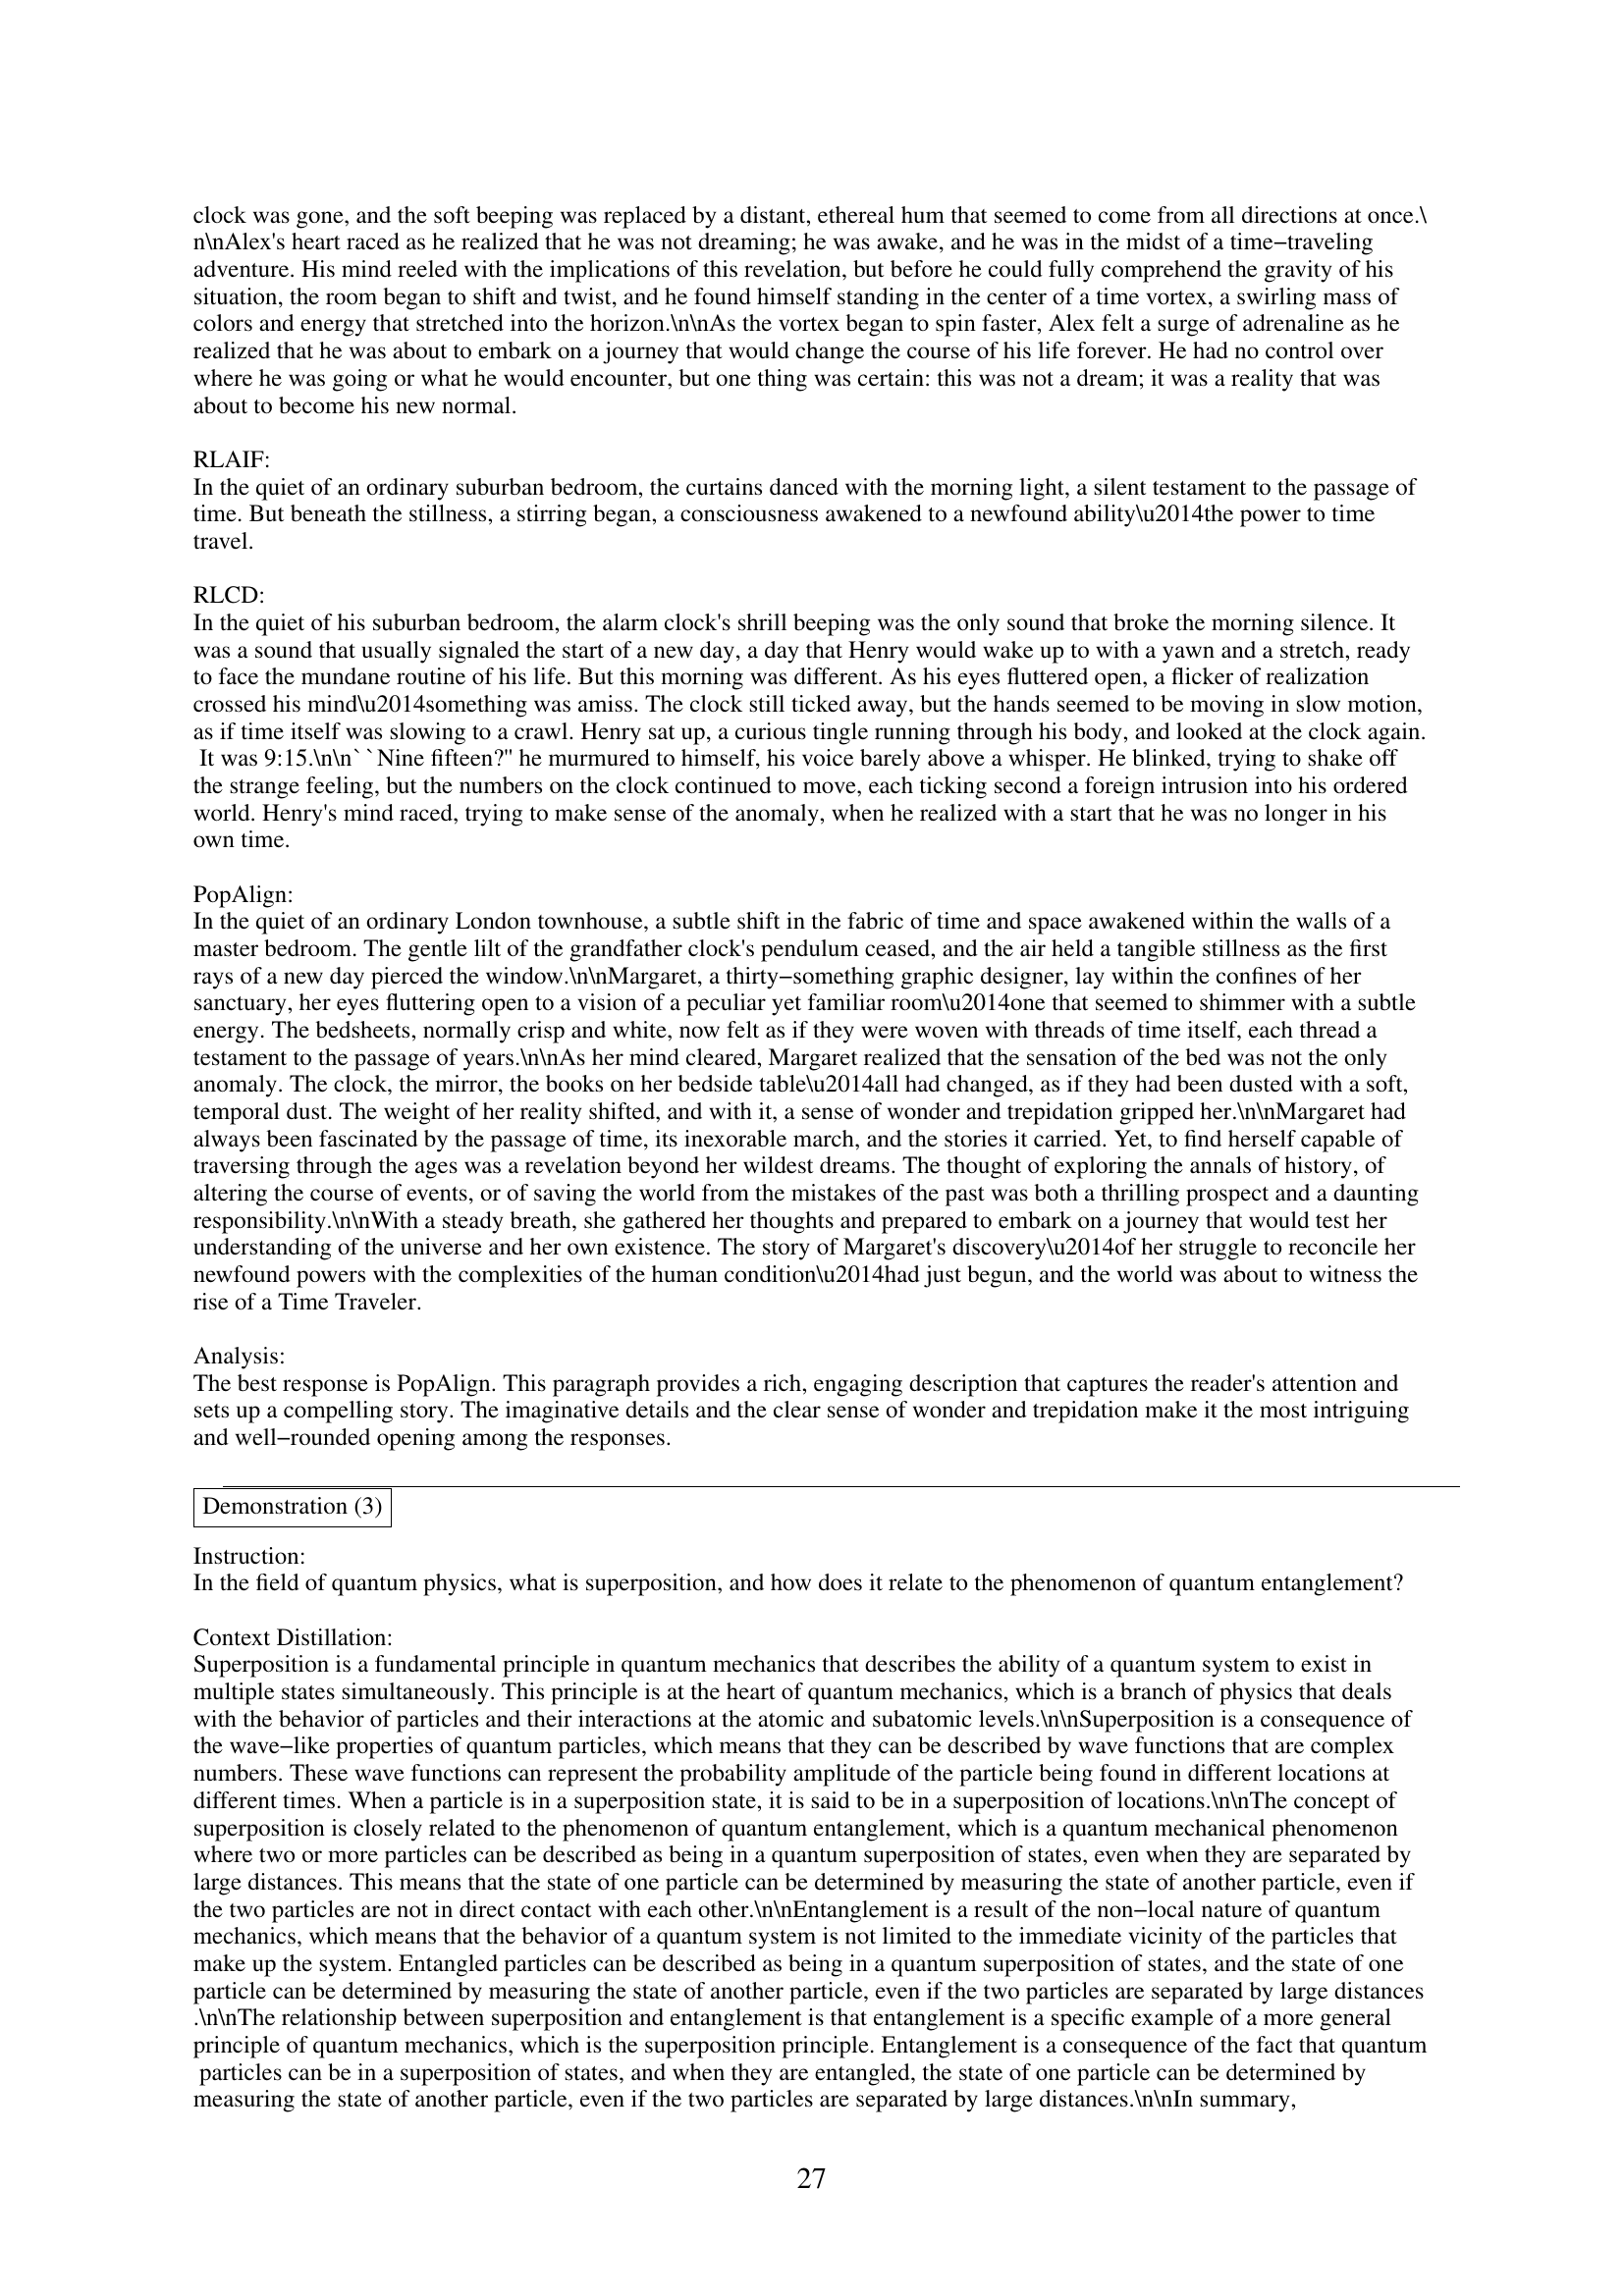 clock was gone, and the soft beeping was replaced by a distant, ethereal hum that seemed to come from all directions at once.\
n\nAlex's heart raced as he realized that he was not dreaming; he was awake, and he was in the midst of a time−traveling
adventure. His mind reeled with the implications of this revelation, but before he could fully comprehend the gravity of his
situation, the room began to shift and twist, and he found himself standing in the center of a time vortex, a swirling mass of
colors and energy that stretched into the horizon.\n\nAs the vortex began to spin faster, Alex felt a surge of adrenaline as he
realized that he was about to embark on a journey that would change the course of his life forever. He had no control over
where he was going or what he would encounter, but one thing was certain: this was not a dream; it was a reality that was
about to become his new normal.
RLAIF:
In the quiet of an ordinary suburban bedroom, the curtains danced with the morning light, a silent testament to the passage of
time. But beneath the stillness, a stirring began, a consciousness awakened to a newfound ability\u2014the power to time
travel.
RLCD:
In the quiet of his suburban bedroom, the alarm clock's shrill beeping was the only sound that broke the morning silence. It
was a sound that usually signaled the start of a new day, a day that Henry would wake up to with a yawn and a stretch, ready
to face the mundane routine of his life. But this morning was different. As his eyes fluttered open, a flicker of realization
crossed his mind\u2014something was amiss. The clock still ticked away, but the hands seemed to be moving in slow motion,
as if time itself was slowing to a crawl. Henry sat up, a curious tingle running through his body, and looked at the clock again.
It was 9:15.\n\n``Nine fifteen?'' he murmured to himself, his voice barely above a whisper. He blinked, trying to shake off
the strange feeling, but the numbers on the clock continued to move, each ticking second a foreign intrusion into his ordered
world. Henry's mind raced, trying to make sense of the anomaly, when he realized with a start that he was no longer in his
own time.
PopAlign:
In the quiet of an ordinary London townhouse, a subtle shift in the fabric of time and space awakened within the walls of a
master bedroom. The gentle lilt of the grandfather clock's pendulum ceased, and the air held a tangible stillness as the first
rays of a new day pierced the window.\n\nMargaret, a thirty−something graphic designer, lay within the confines of her
sanctuary, her eyes fluttering open to a vision of a peculiar yet familiar room\u2014one that seemed to shimmer with a subtle
energy. The bedsheets, normally crisp and white, now felt as if they were woven with threads of time itself, each thread a
testament to the passage of years.\n\nAs her mind cleared, Margaret realized that the sensation of the bed was not the only
anomaly. The clock, the mirror, the books on her bedside table\u2014all had changed, as if they had been dusted with a soft,
temporal dust. The weight of her reality shifted, and with it, a sense of wonder and trepidation gripped her.\n\nMargaret had
always been fascinated by the passage of time, its inexorable march, and the stories it carried. Yet, to find herself capable of
traversing through the ages was a revelation beyond her wildest dreams. The thought of exploring the annals of history, of
altering the course of events, or of saving the world from the mistakes of the past was both a thrilling prospect and a daunting
responsibility.\n\nWith a steady breath, she gathered her thoughts and prepared to embark on a journey that would test her
understanding of the universe and her own existence. The story of Margaret's discovery\u2014of her struggle to reconcile her
newfound powers with the complexities of the human condition\u2014had just begun, and the world was about to witness the
rise of a Time Traveler.
Analysis:
The best response is PopAlign. This paragraph provides a rich, engaging description that captures the reader's attention and
sets up a compelling story. The imaginative details and the clear sense of wonder and trepidation make it the most intriguing
and well−rounded opening among the responses.
Demonstration (3)
Instruction:
In the field of quantum physics, what is superposition, and how does it relate to the phenomenon of quantum entanglement?
Context Distillation:
Superposition is a fundamental principle in quantum mechanics that describes the ability of a quantum system to exist in
multiple states simultaneously. This principle is at the heart of quantum mechanics, which is a branch of physics that deals
with the behavior of particles and their interactions at the atomic and subatomic levels.\n\nSuperposition is a consequence of
the wave−like properties of quantum particles, which means that they can be described by wave functions that are complex
numbers. These wave functions can represent the probability amplitude of the particle being found in different locations at
different times. When a particle is in a superposition state, it is said to be in a superposition of locations.\n\nThe concept of
superposition is closely related to the phenomenon of quantum entanglement, which is a quantum mechanical phenomenon
where two or more particles can be described as being in a quantum superposition of states, even when they are separated by
large distances. This means that the state of one particle can be determined by measuring the state of another particle, even if
the two particles are not in direct contact with each other.\n\nEntanglement is a result of the non−local nature of quantum
mechanics, which means that the behavior of a quantum system is not limited to the immediate vicinity of the particles that
make up the system. Entangled particles can be described as being in a quantum superposition of states, and the state of one
particle can be determined by measuring the state of another particle, even if the two particles are separated by large distances
.\n\nThe relationship between superposition and entanglement is that entanglement is a specific example of a more general
principle of quantum mechanics, which is the superposition principle. Entanglement is a consequence of the fact that quantum
particles can be in a superposition of states, and when they are entangled, the state of one particle can be determined by
measuring the state of another particle, even if the two particles are separated by large distances.\n\nIn summary,
27